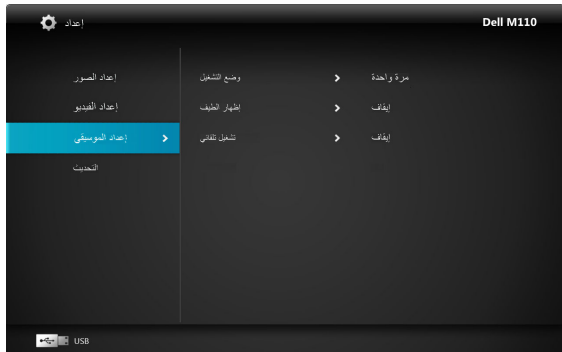 إعداد
Dell M110
إعداد الصور
إعداد الفيديو
إعداد الموسيقى
التحديث
وضع التشغيل
مرة واحدة
إظهار الطيف
إيقاف
تشغيل تلقائي
إيقاف
USB